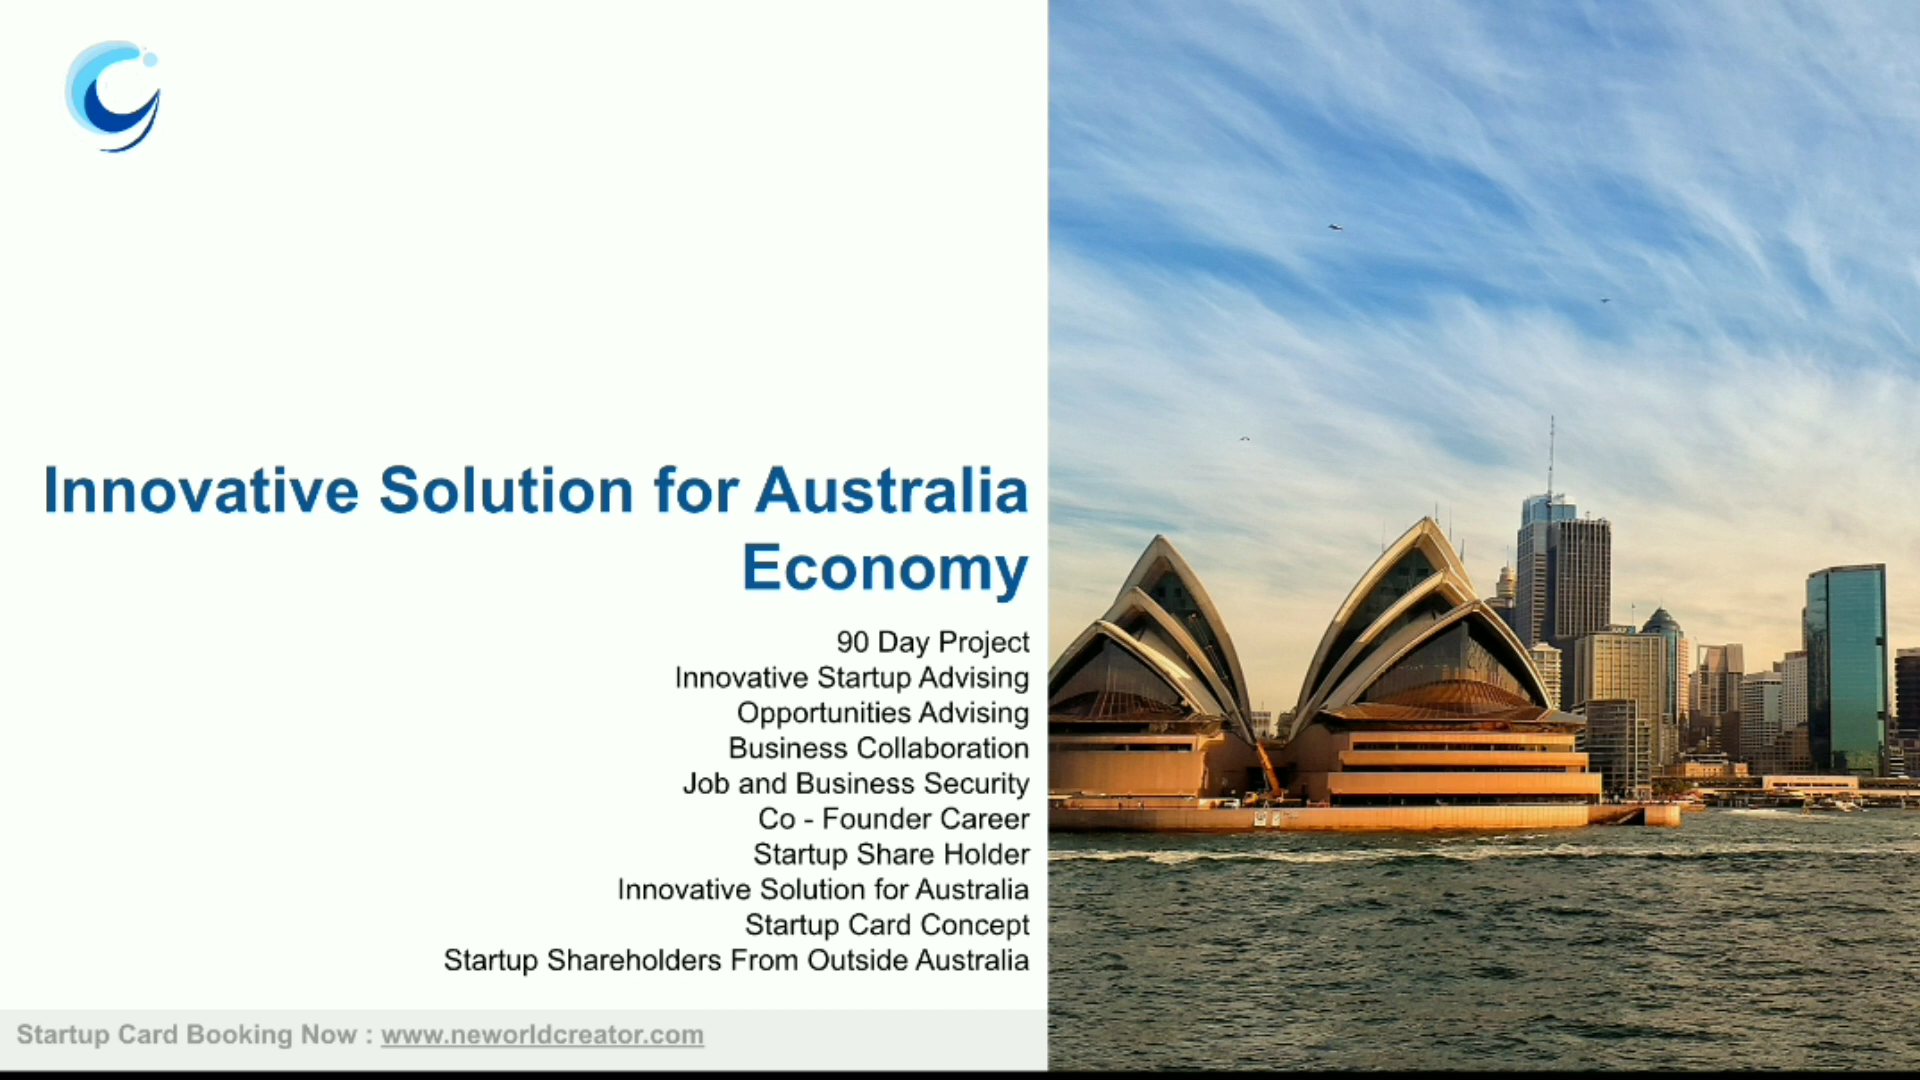 Innovative Solution for Australia
Economy
90 Day Project
Innovative Startup Advising
Opportunities Advising
Business Collaboration
Job and Business Security
Co - Founder Career
Startup Share Holder
Innovative Solution for Australia
Startup Card Concept
Startup Shareholders From Outside Australia
Startup Card Booking Now : www.neworldcreator.com